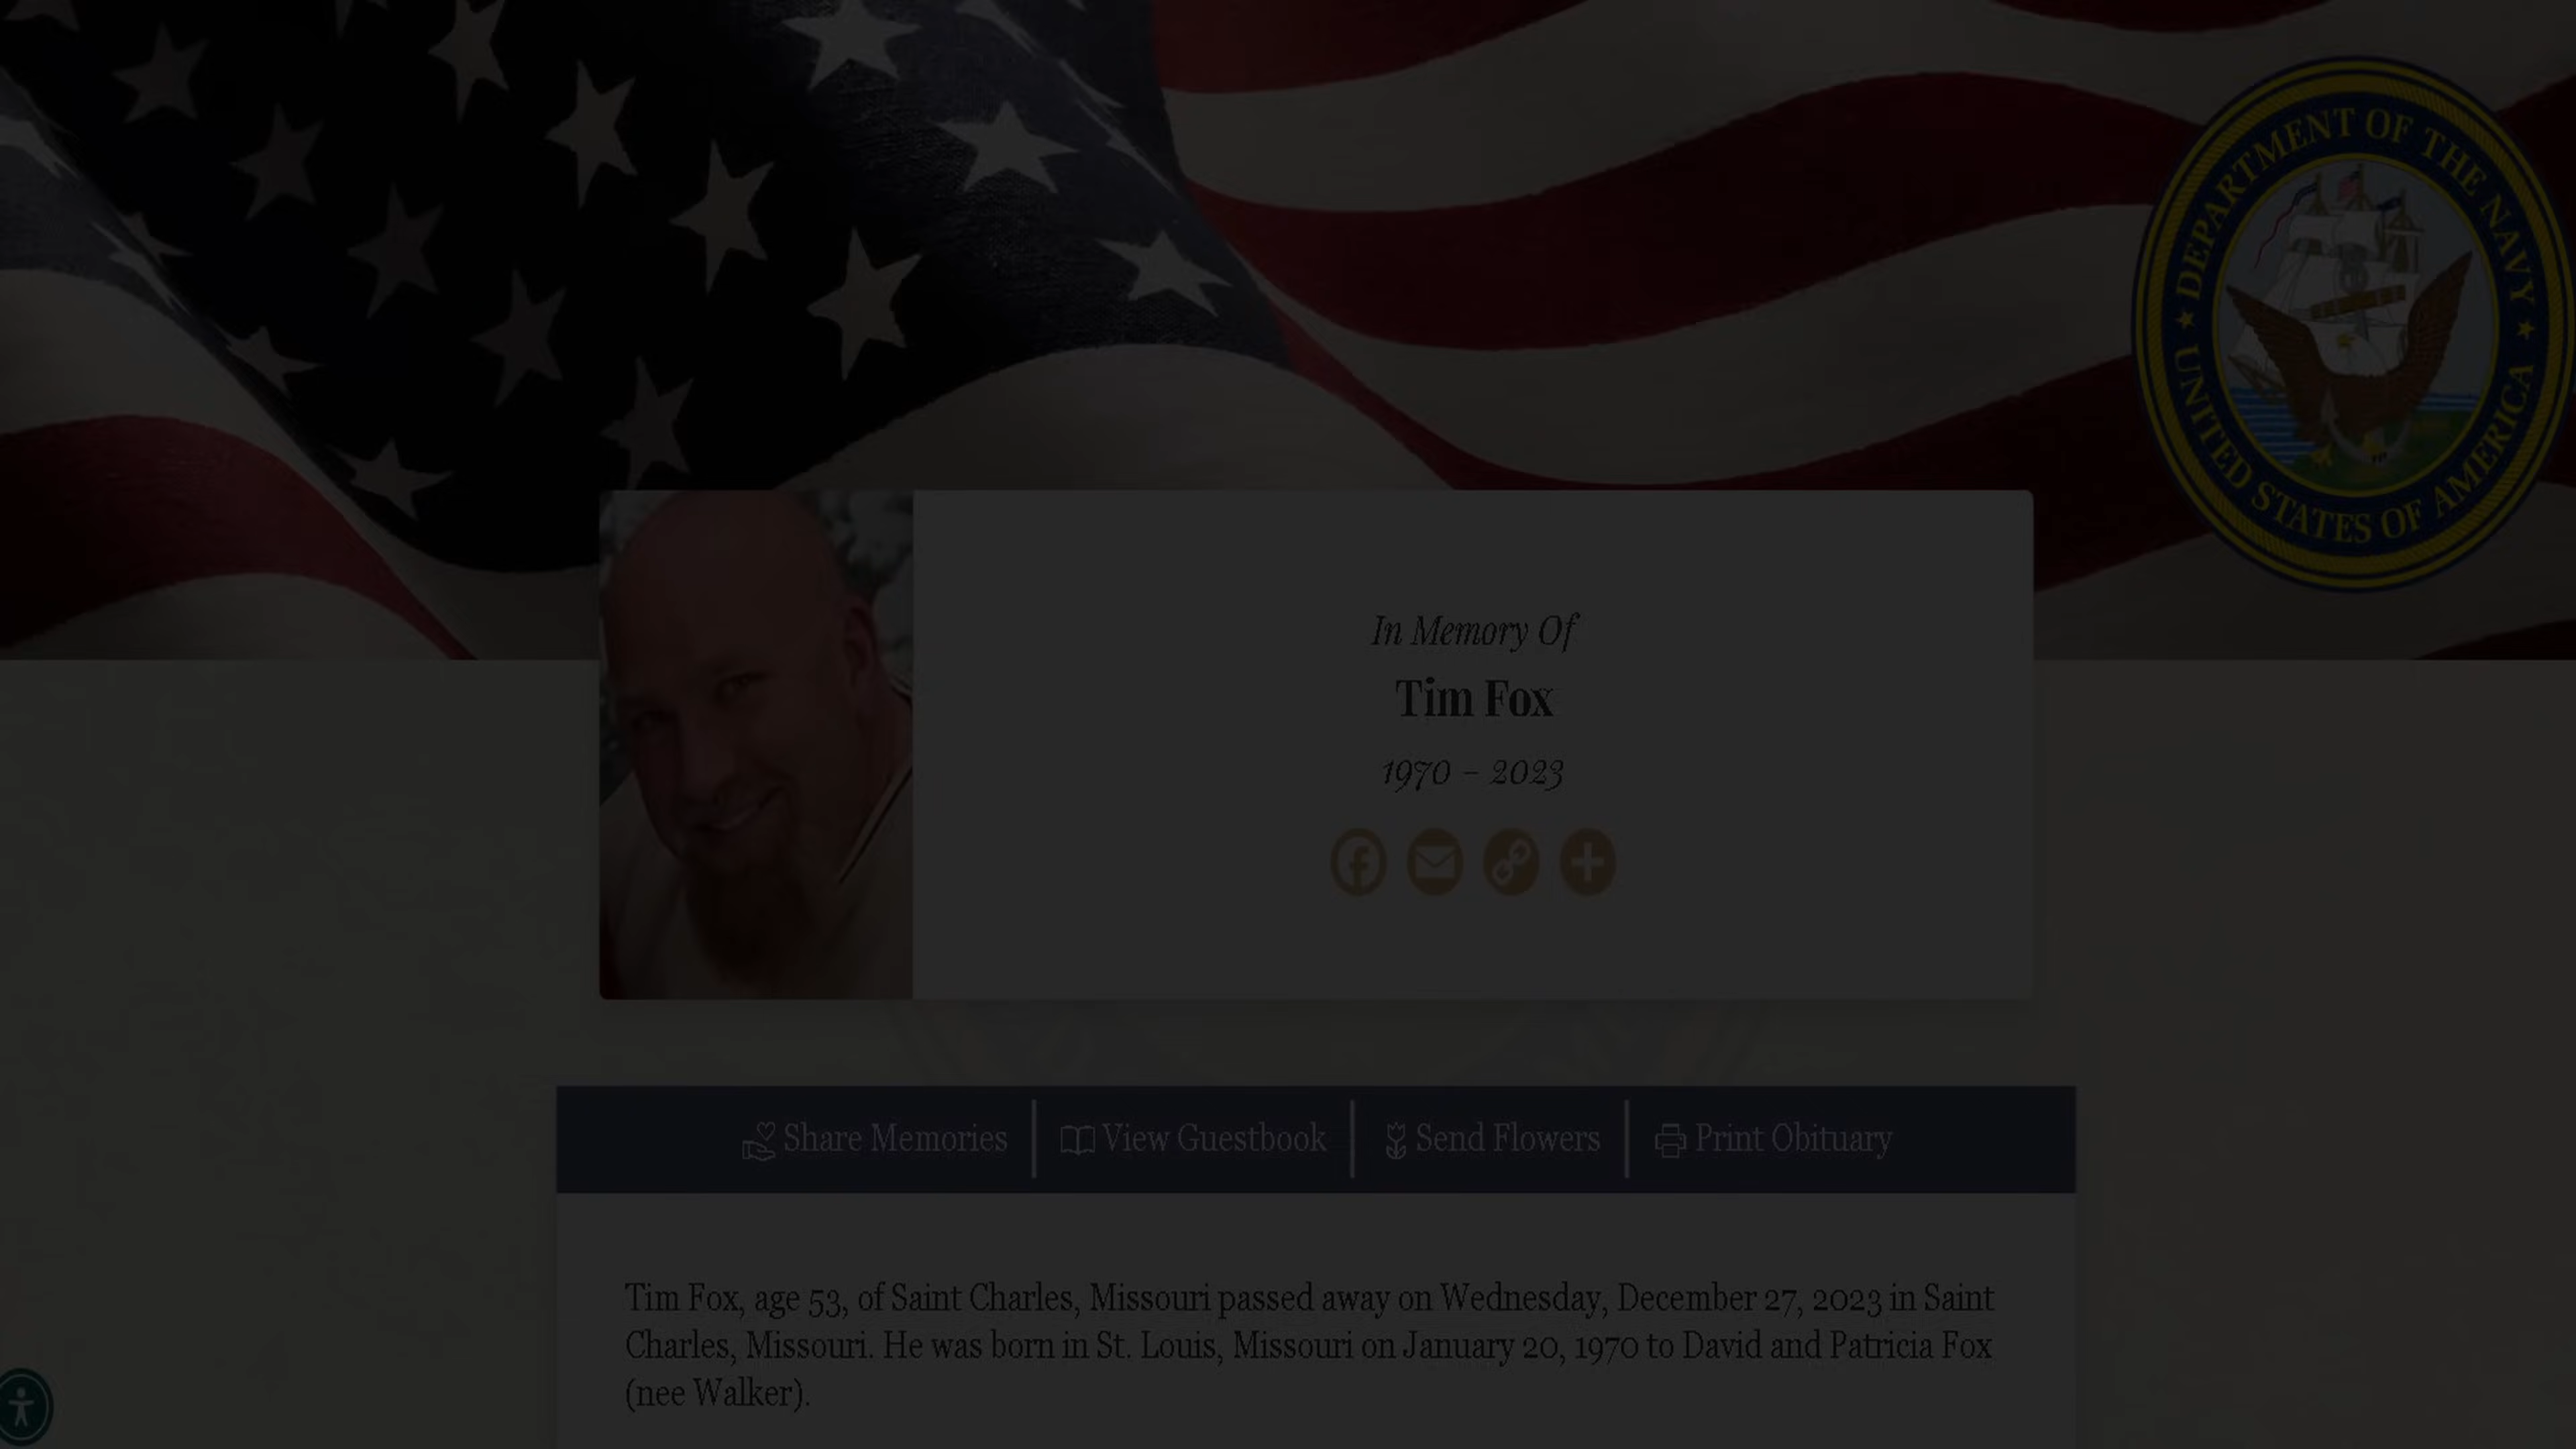 DEPARTMENT OF THE NAVY
UNITED STATES OF AMERICA
In Memory Of
Tim Fox
1970 - 2023
Share Memories
View Guestbook
Send Flowers
Print Obituary
Tim Fox, age 53, of Saint Charles, Missouri passed away on Wednesday, December 27, 2023 in Saint
Charles, Missouri. He was born in St. Louis, Missouri on January 20, 1970 to David and Patricia Fox
(nee Walker).